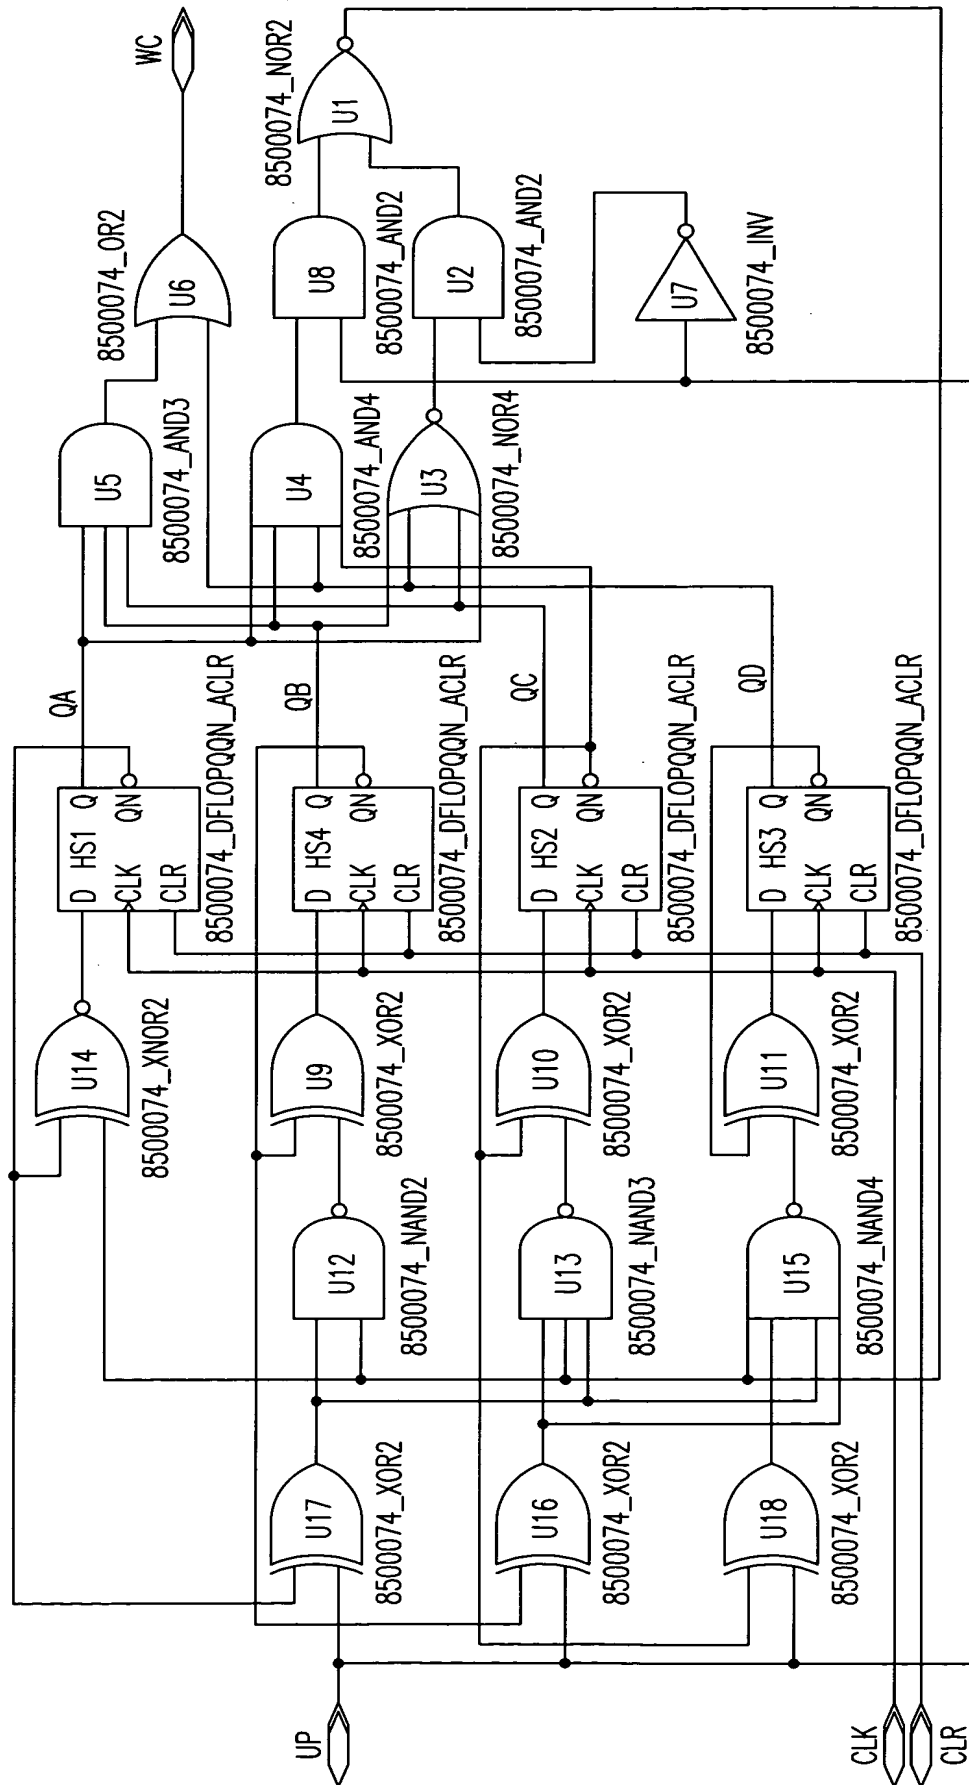 UP
CLK
CLR
U17
8500074_XOR2
U16
8500074_XOR2
U18
8500074_XOR2
U12
8500074_NAND2
U13
8500074_NAND3
U15
8500074_NAND4
U14
8500074_XNOR2
U9
8500074_XOR2
U10
8500074_XOR2
U11
8500074_XOR2
D HS1 Q
CLK QN
CLR
8500074_DFLOPQQN_ACLR
D HS4 Q
CLK QN
CLR
8500074_DFLOPQQN_ACLR
D HS2 Q
CLK QN
CLR
8500074_DFLOPQQN_ACLR
D HS3 Q
CLK QN
CLR
8500074_DFLOPQQN_ACLR
QA
QB
QC
QD
U5
8500074_AND3
U4
8500074_AND4
U3
8500074_NOR4
U6
8500074_OR2
U8
8500074_AND2
U2
8500074_AND2
U7
8500074_INV
U1
8500074_NOR2
WC